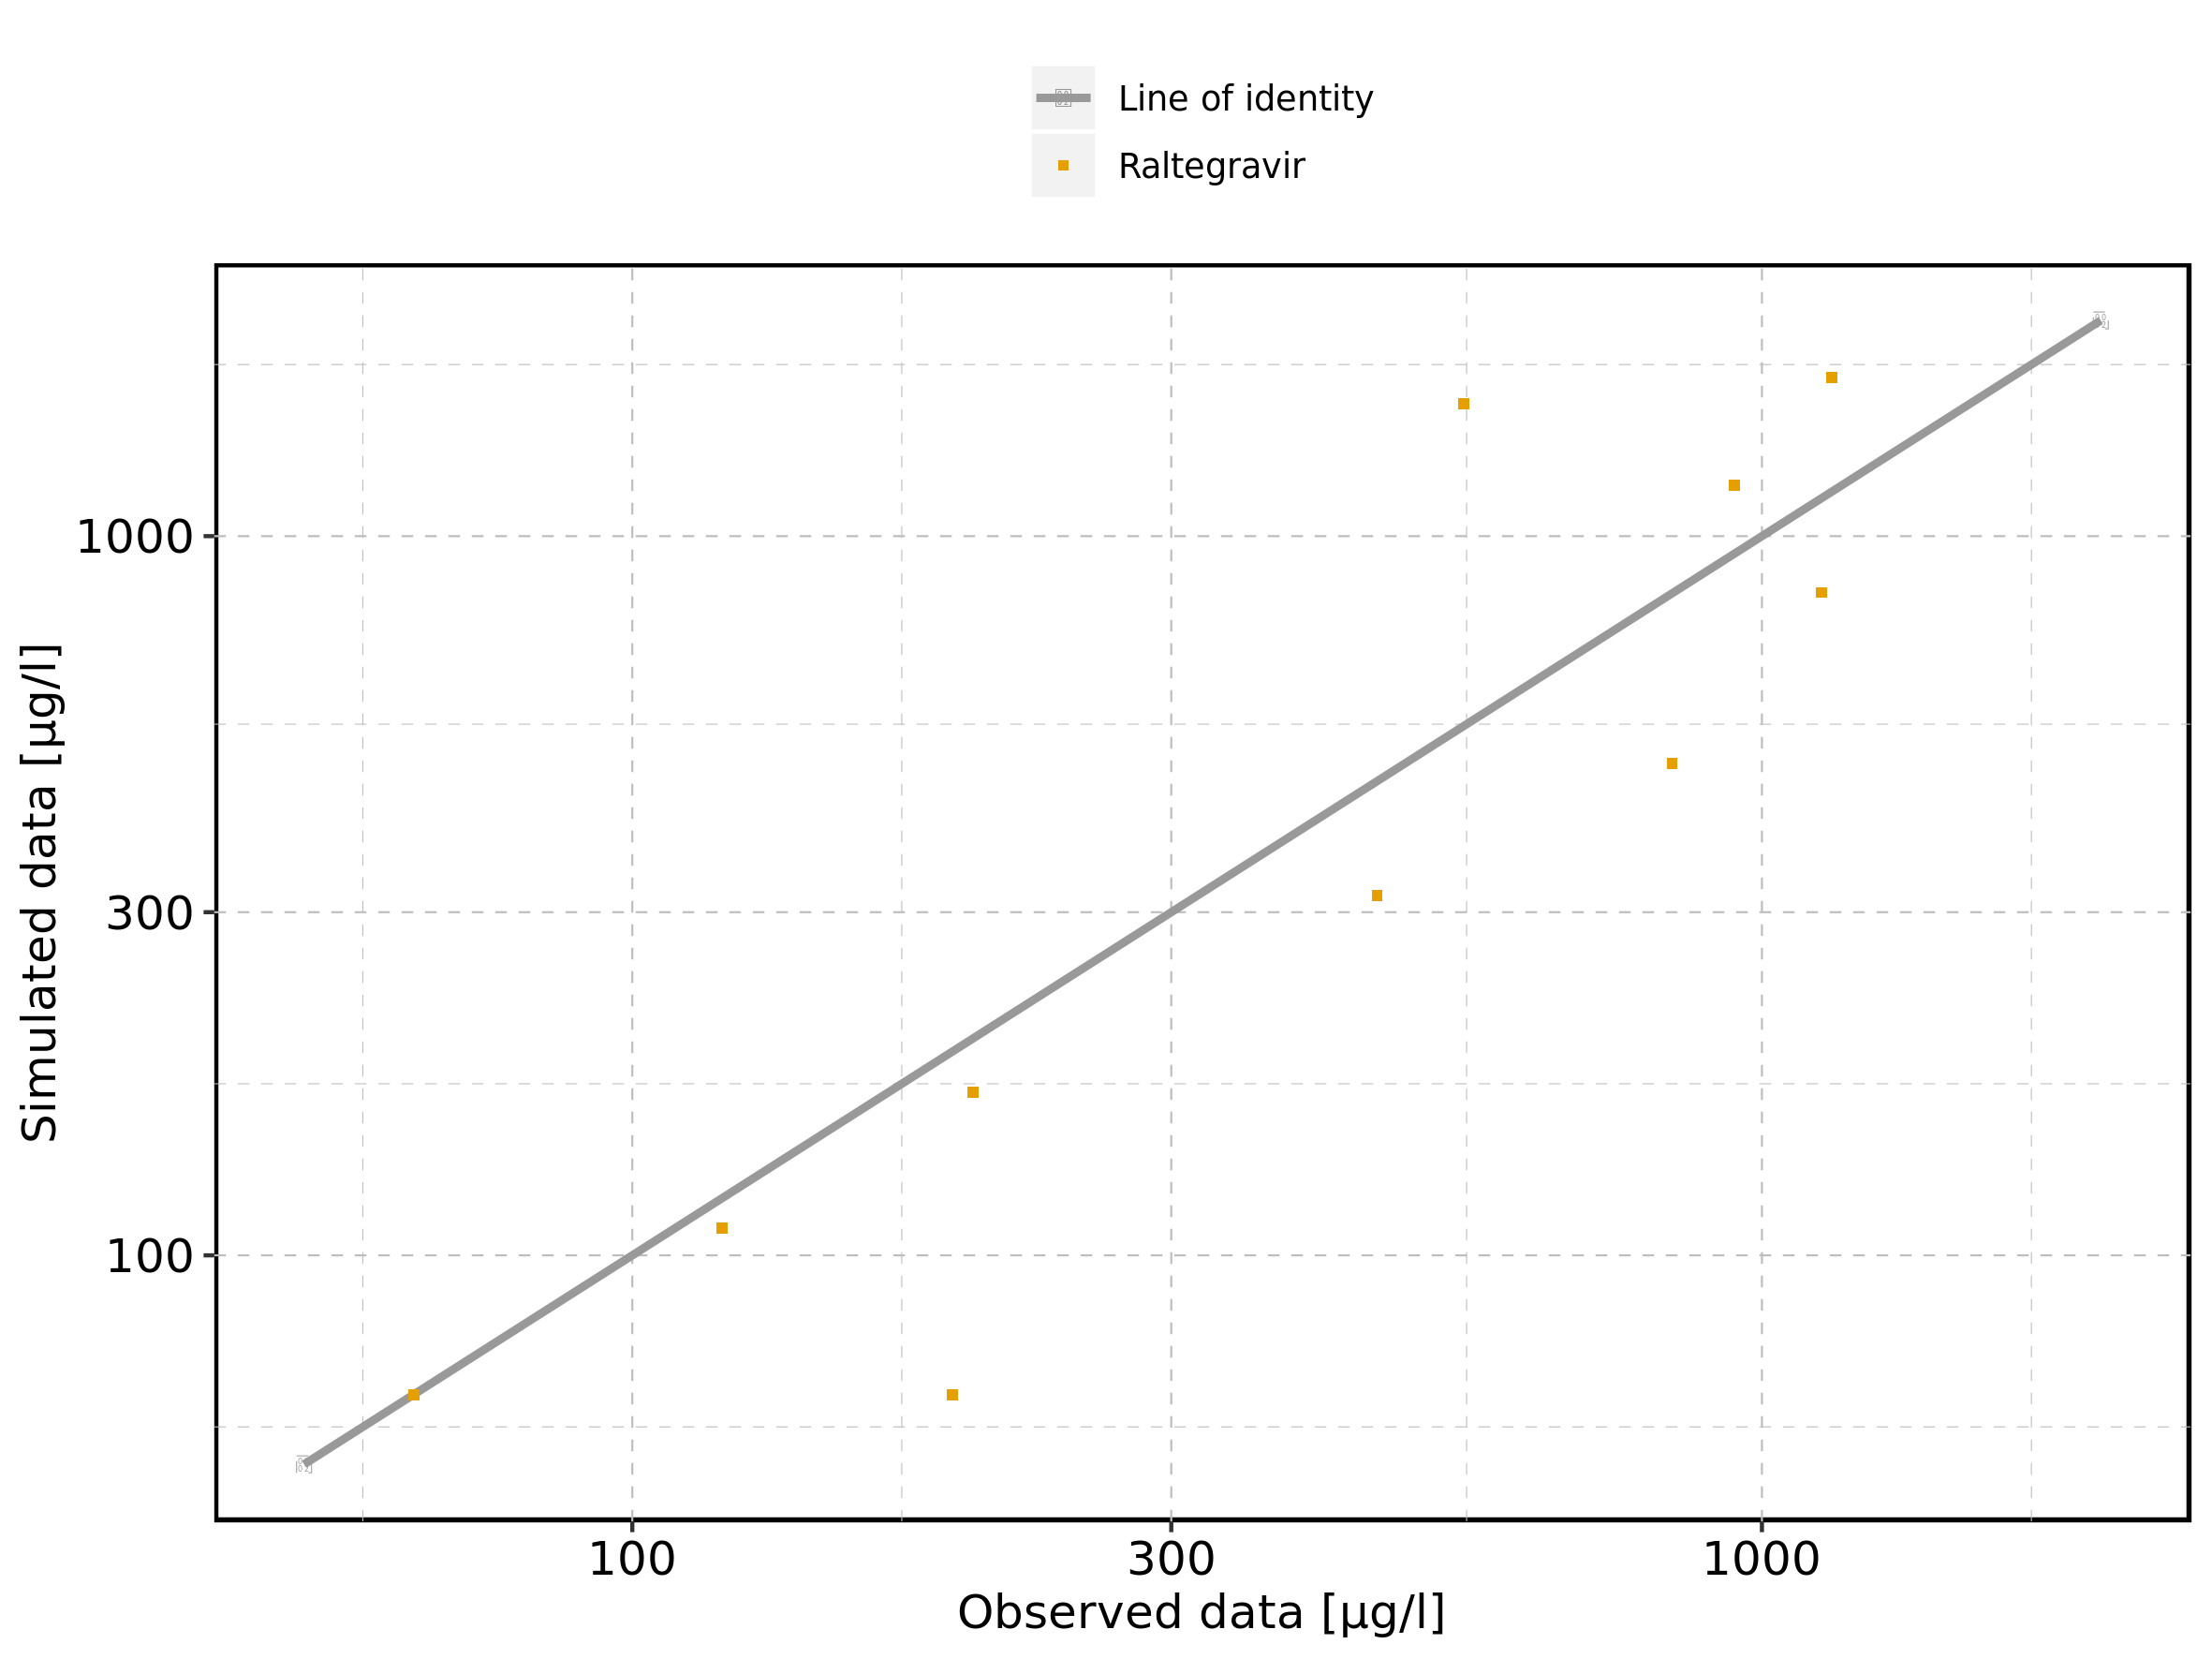 Line of identity
Raltegravir
1000
300
100
Simulated data [µg/l]
100 300 1000
Observed data [µg/l]